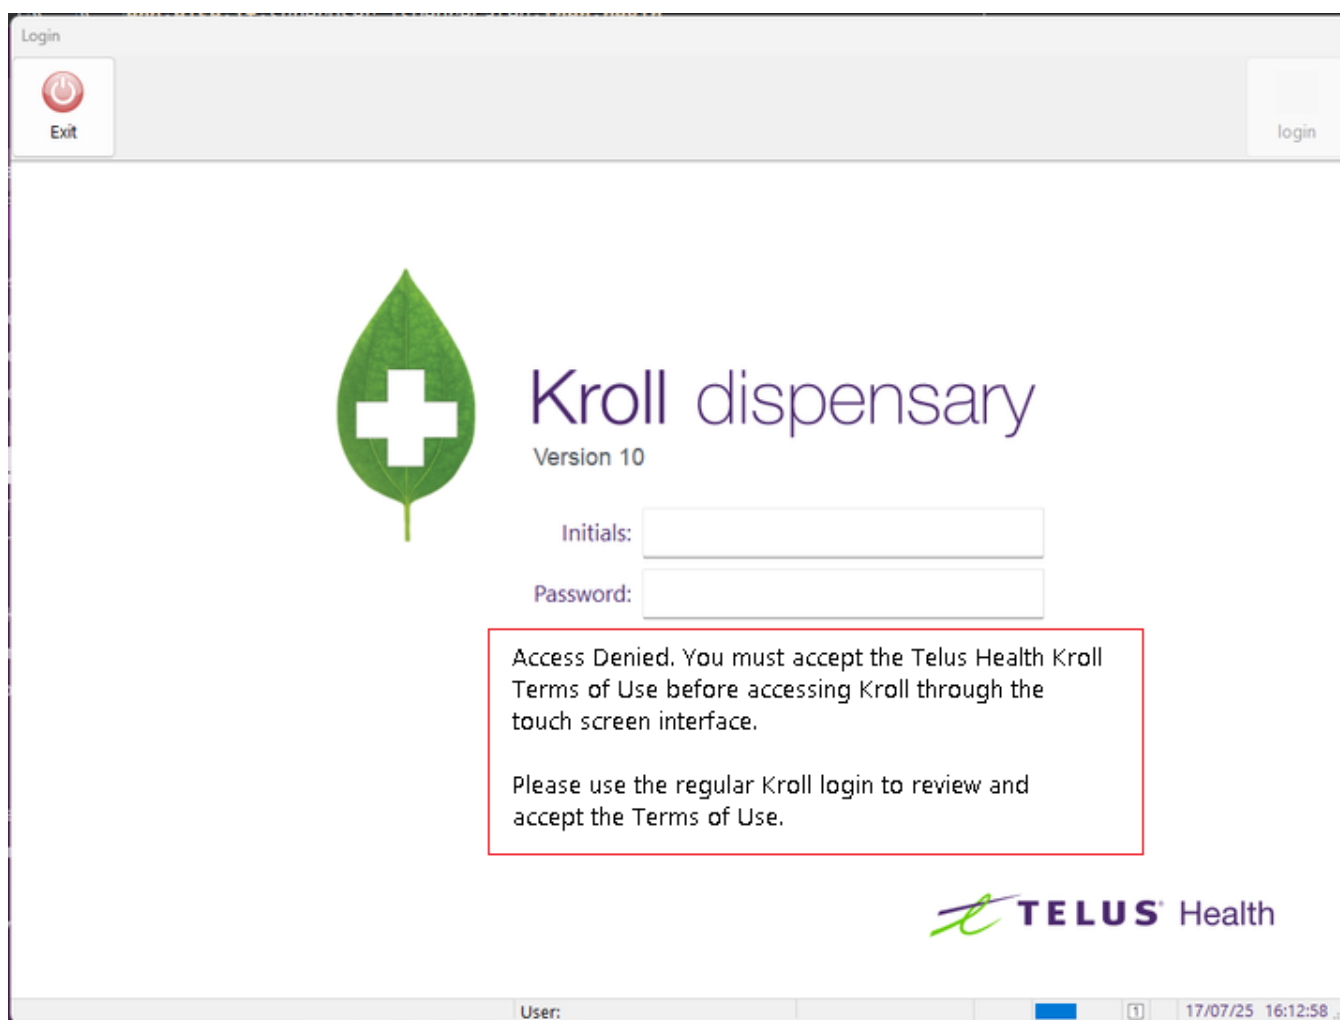 Login
Exit
login
Kroll dispensary
Version 10
Initials:
Password:
Access Denied. You must accept the Telus Health Kroll
Terms of Use before accessing Kroll through the
touch screen interface.
Please use the regular Kroll login to review and
accept the Terms of Use.
TELUS® Health
User:
1
17/07/25 16:12:58